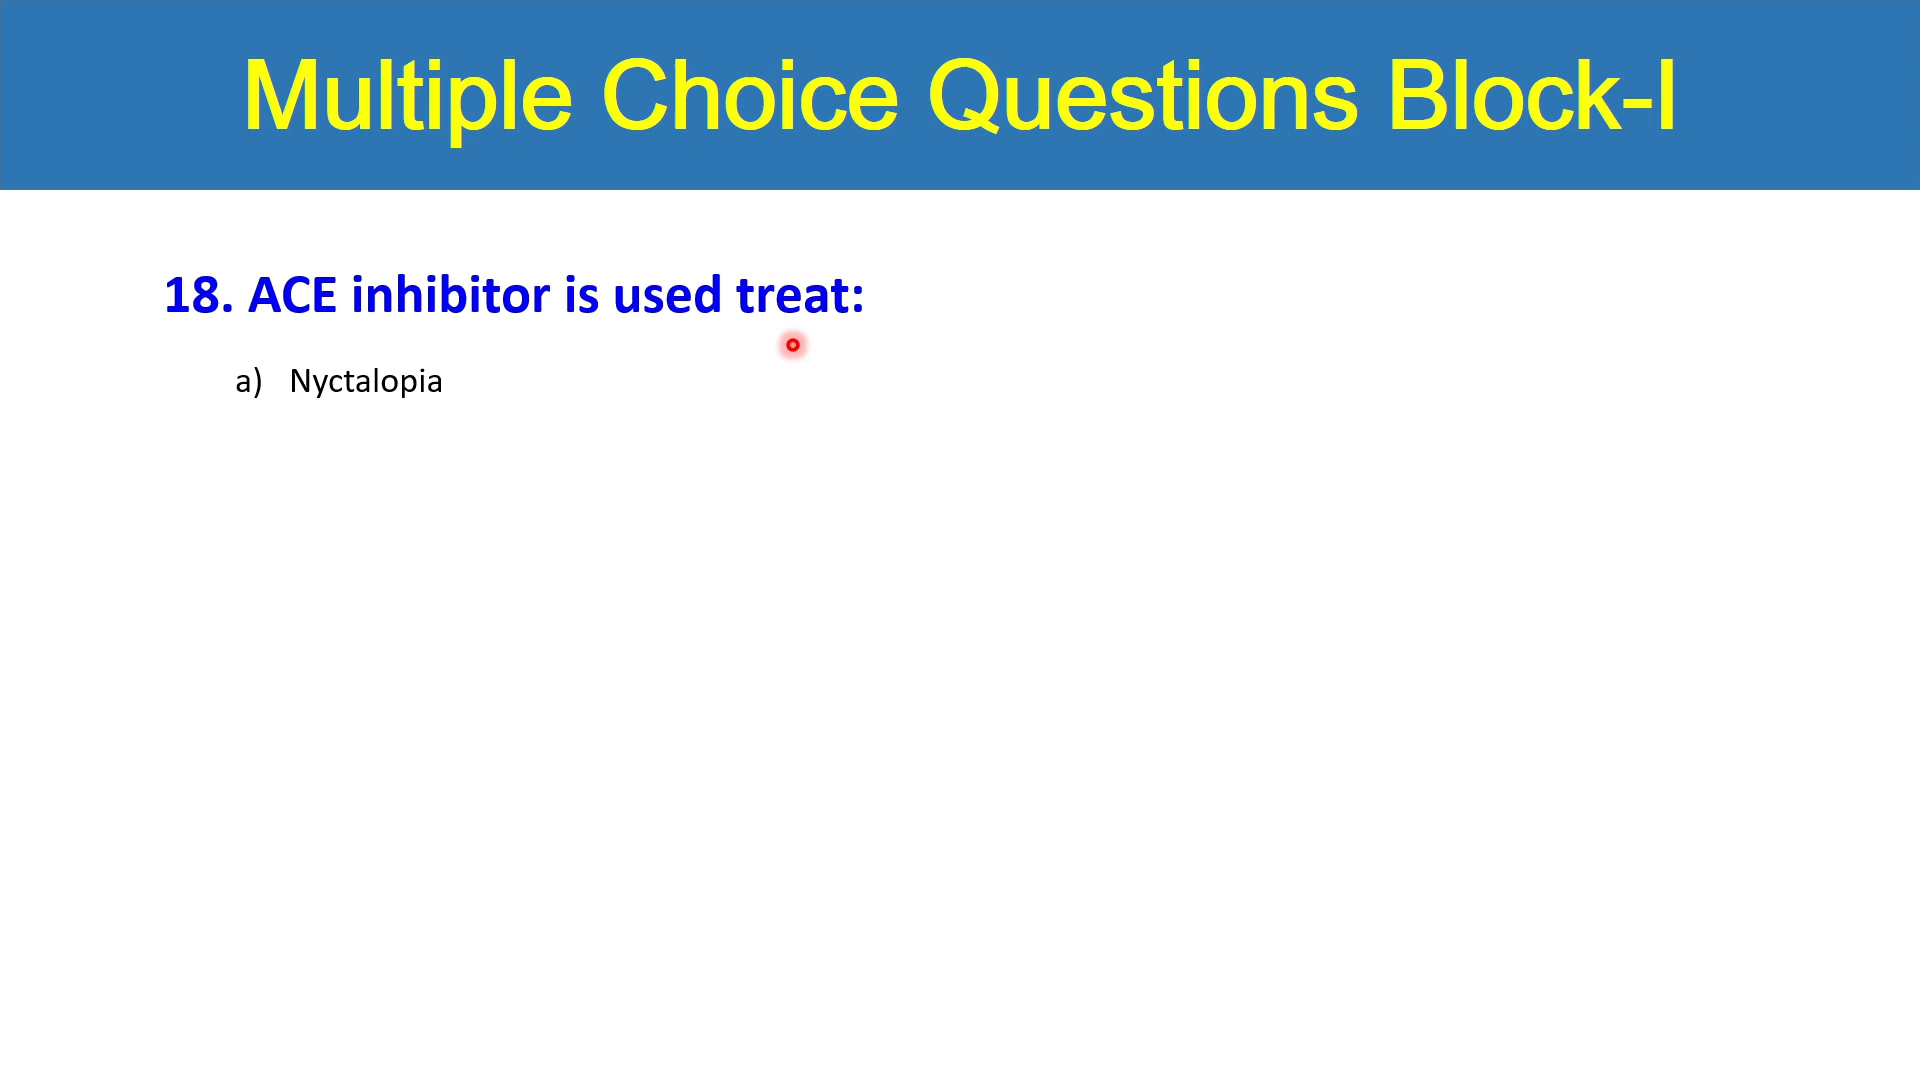 Multiple Choice Questions Block-I
18. ACE inhibitor is used treat:
a) Nyctalopia